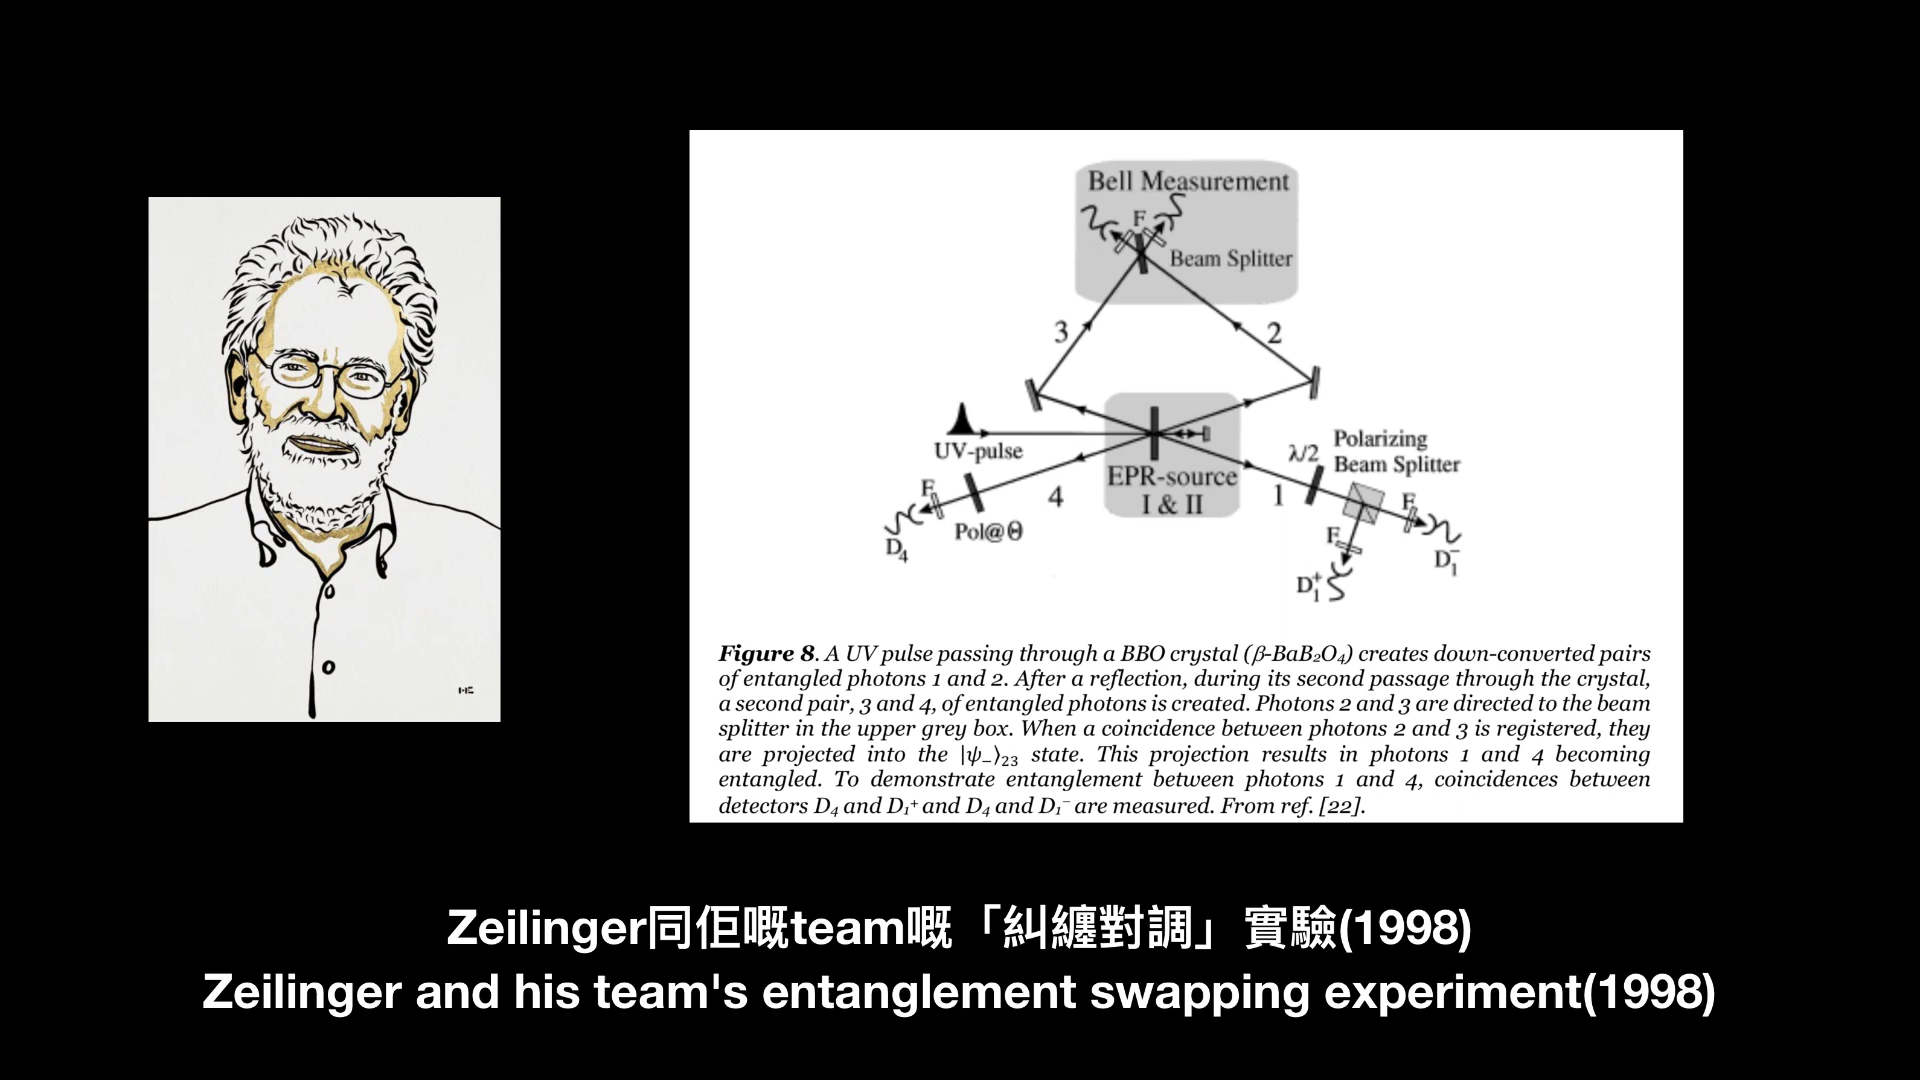 Bell Measurement
F
Beam Splitter
3
2
UV-pulse
EPR-source
I & II
λ/2
Polarizing
Beam Splitter
F
4
1
F
Pol@Θ
F
D4
D1⁻
D1⁺
Figure 8. A UV pulse passing through a BBO crystal (β-BaB₂O₄) creates down-converted pairs
of entangled photons 1 and 2. After a reflection, during its second passage through the crystal,
a second pair, 3 and 4, of entangled photons is created. Photons 2 and 3 are directed to the beam
splitter in the upper grey box. When a coincidence between photons 2 and 3 is registered, they
are projected into the |ψ₋⟩₂₃ state. This projection results in photons 1 and 4 becoming
entangled. To demonstrate entanglement between photons 1 and 4, coincidences between
detectors D₄ and D₁⁺ and D₄ and D₁⁻ are measured. From ref. [22].
Zeilinger同佢嘅team嘅「糾纏對調」實驗(1998)
Zeilinger and his team's entanglement swapping experiment(1998)